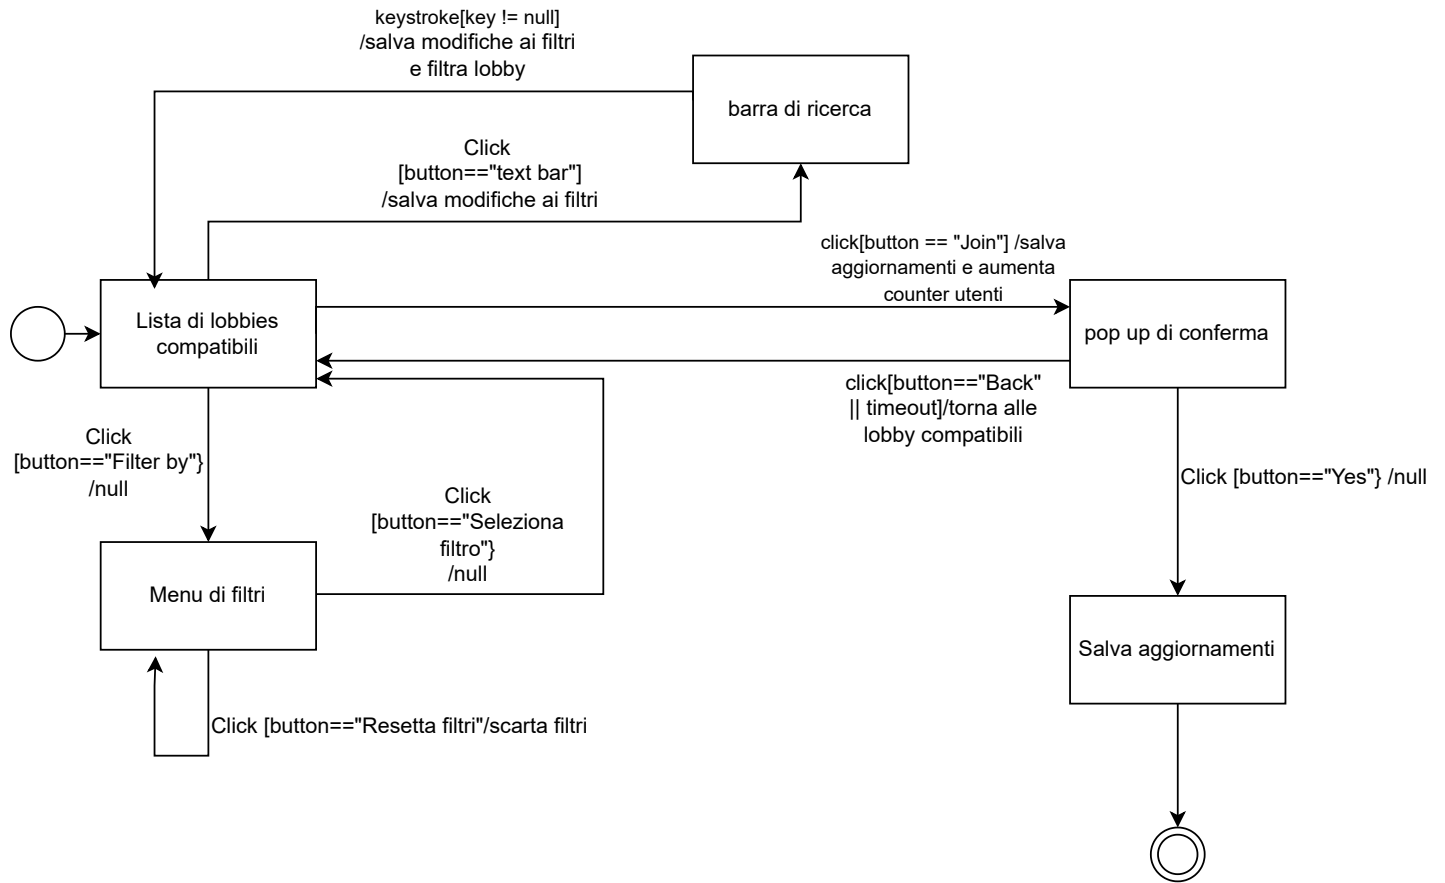 keystroke[key != null]
/salva modifiche ai filtri
e filtra lobby
barra di ricerca
Click
[button=="text bar"]
/salva modifiche ai filtri
click[button == "Join"] /salva
aggiornamenti e aumenta
counter utenti
Lista di lobbies
compatibili
pop up di conferma
click[button=="Back"
|| timeout]/torna alle
lobby compatibili
Click
[button=="Filter by"}
/null
Click [button=="Yes"} /null
Click
[button=="Seleziona
filtro"}
/null
Menu di filtri
Salva aggiornamenti
Click [button=="Resetta filtri"/scarta filtri